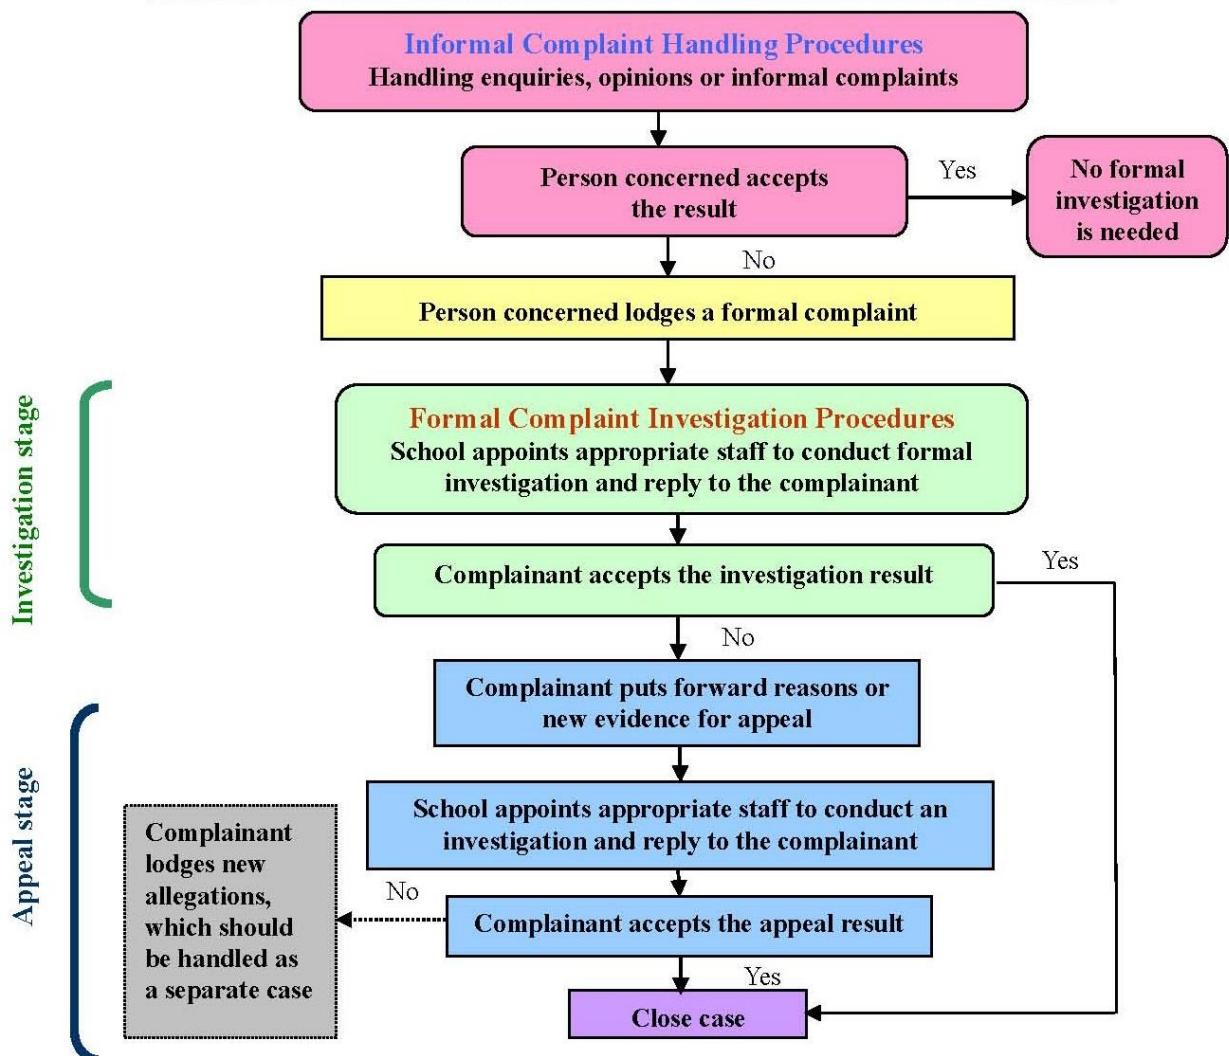 Informal Complaint Handling Procedures
Handling enquiries, opinions or informal complaints
Person concerned accepts
the result
Yes
No formal
investigation
is needed
No
Person concerned lodges a formal complaint
Investigation stage
Formal Complaint Investigation Procedures
School appoints appropriate staff to conduct formal
investigation and reply to the complainant
Complainant accepts the investigation result
Yes
No
Complainant puts forward reasons or
new evidence for appeal
Appeal stage
School appoints appropriate staff to conduct an
investigation and reply to the complainant
Complainant
lodges new
allegations,
which should
be handled as
a separate case
No
Complainant accepts the appeal result
Yes
Close case